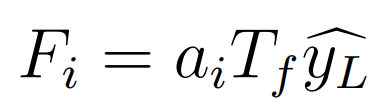 $F_i = a_i T_f \widehat{y_L}$